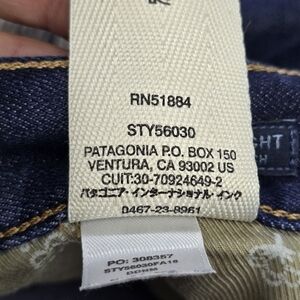 RN51884
STY56030
PATAGONIA P.O. BOX 150
VENTURA, CA 93002 US
CUIT:30-70924649-2
パタゴニア・インターナショナル・インク
0467-23-8961
PO: 308357
STY56030FA18